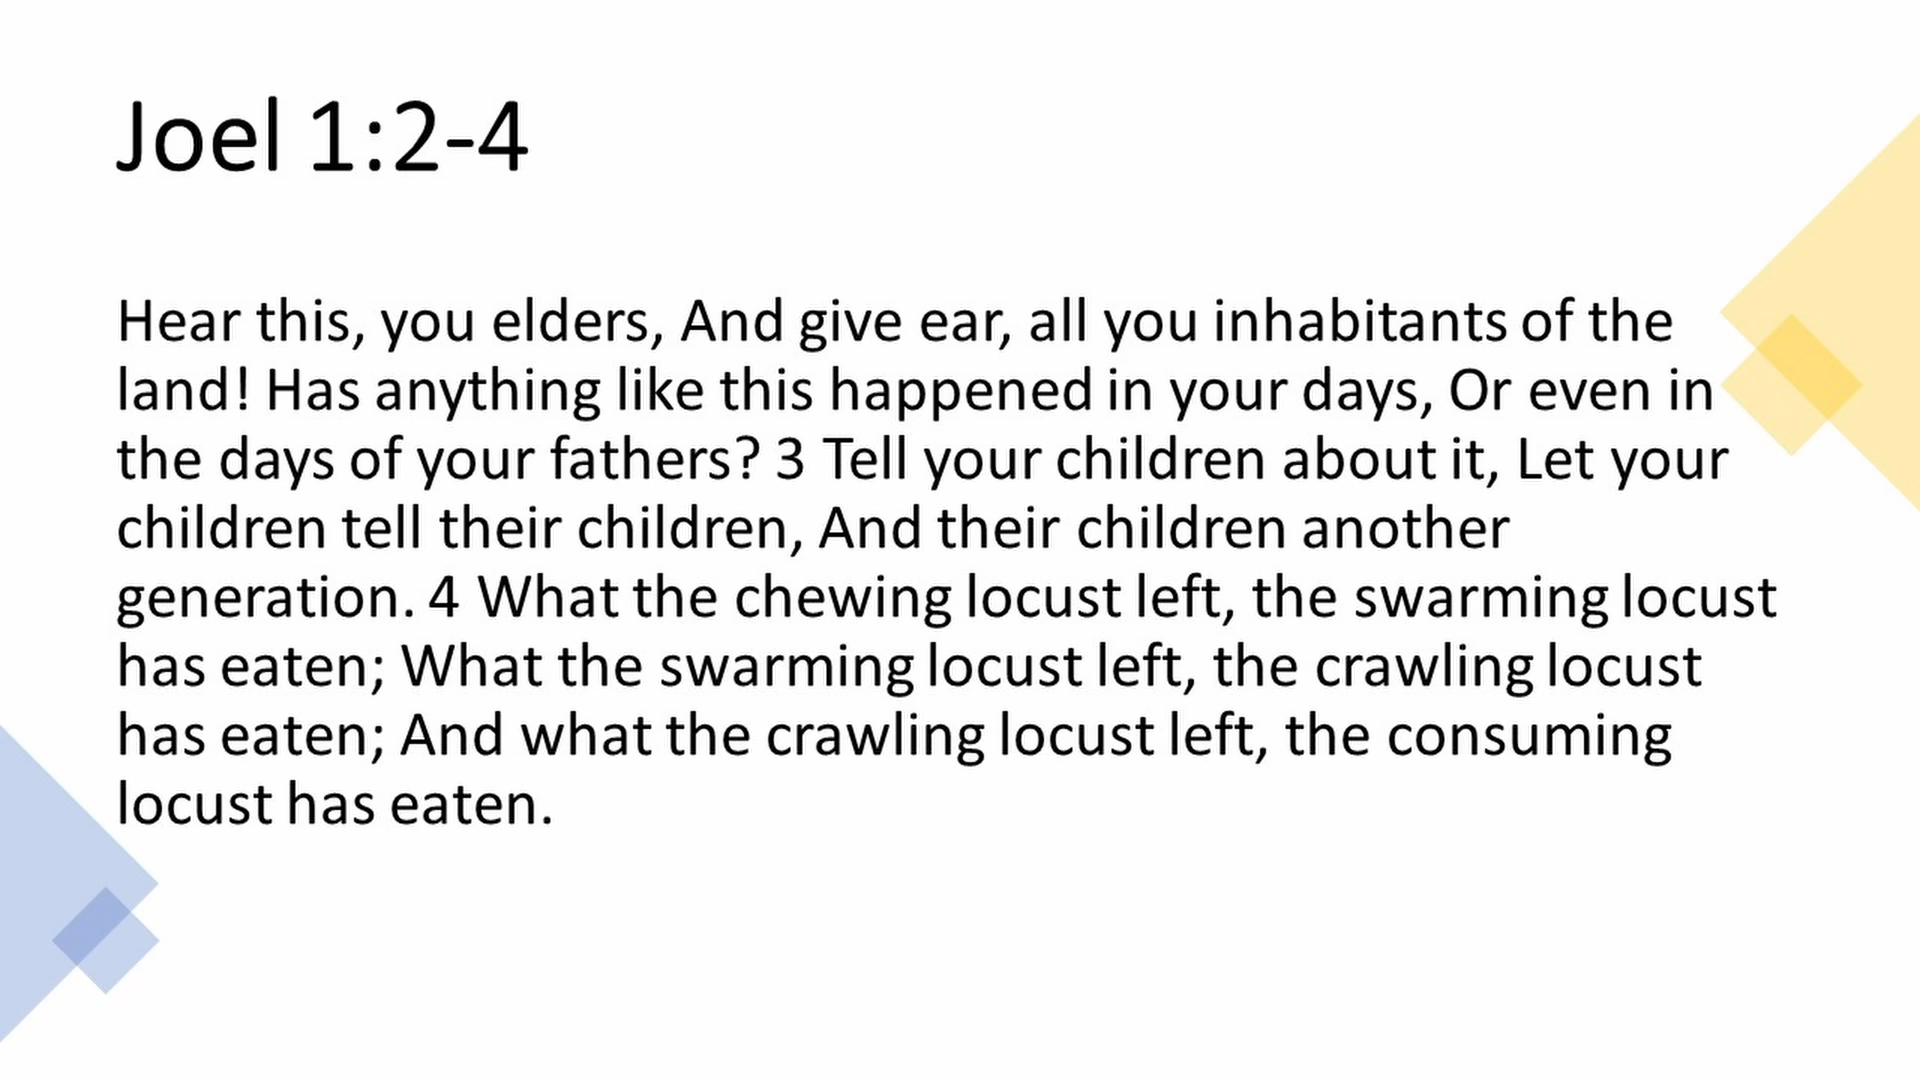 Joel 1:2-4
Hear this, you elders, And give ear, all you inhabitants of the
land! Has anything like this happened in your days, Or even in
the days of your fathers? 3 Tell your children about it, Let your
children tell their children, And their children another
generation. 4 What the chewing locust left, the swarming locust
has eaten; What the swarming locust left, the crawling locust
has eaten; And what the crawling locust left, the consuming
locust has eaten.